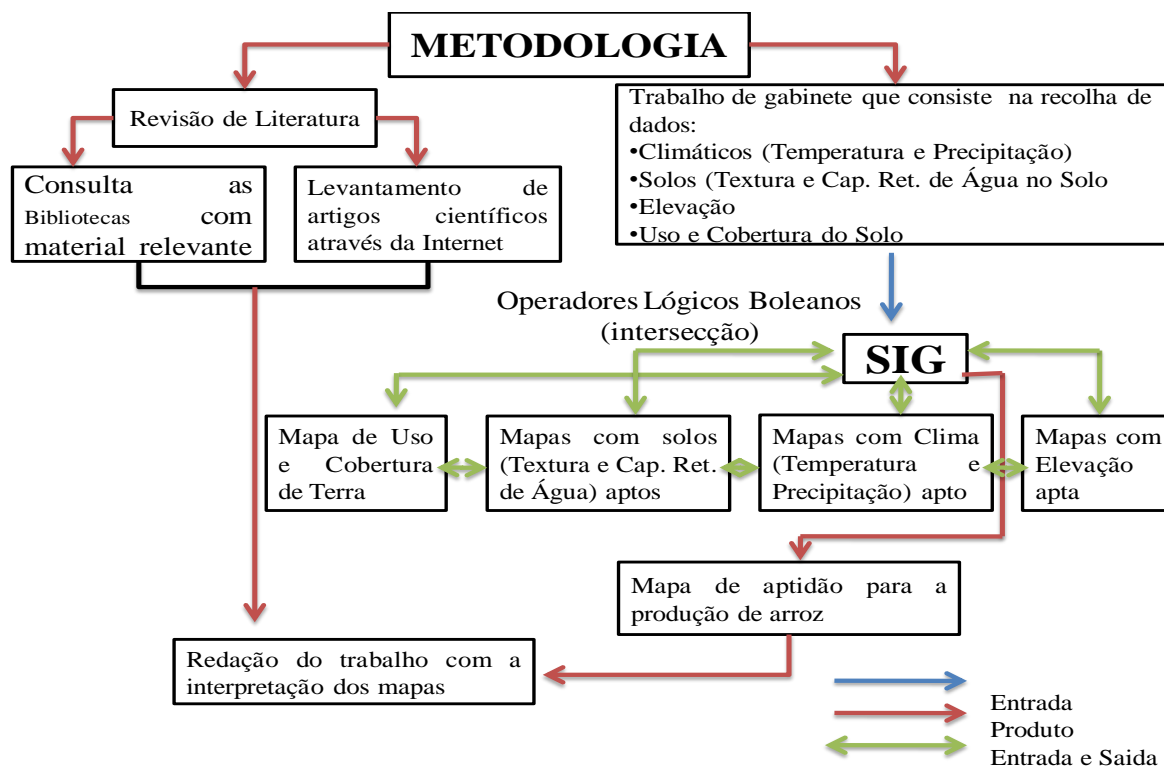 METODOLOGIA
Revisão de Literatura
Consulta as
Bibliotecas com
material relevante
Levantamento de
artigos científicos
através da Internet
Trabalho de gabinete que consiste na recolha de
dados:
•Climáticos (Temperatura e Precipitação)
•Solos (Textura e Cap. Ret. de Água no Solo
•Elevação
•Uso e Cobertura do Solo
Operadores Lógicos Boleanos
(intersecção)
SIG
Mapa de Uso
e Cobertura
de Terra
Mapas com solos
(Textura e Cap. Ret.
de Água) aptos
Mapas com Clima
(Temperatura e
Precipitação) apto
Mapas com
Elevação
apta
Mapa de aptidão para a
produção de arroz
Redação do trabalho com a
interpretação dos mapas
Entrada
Produto
Entrada e Saida